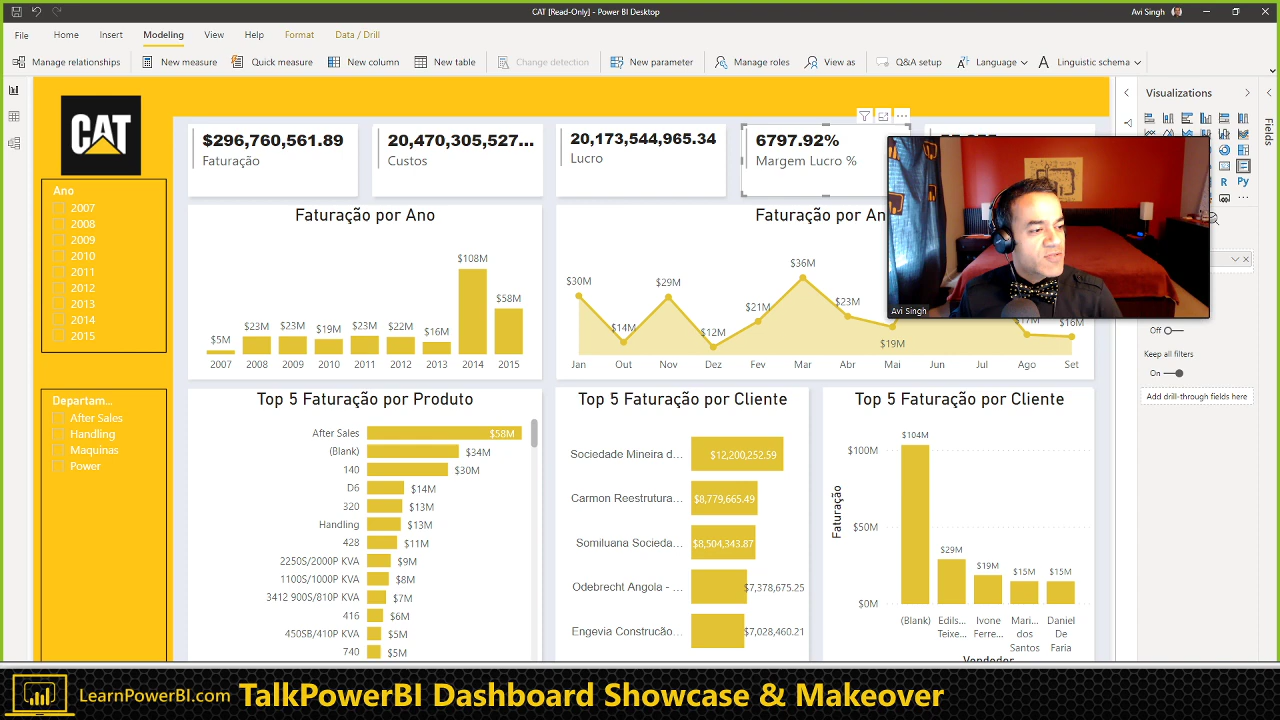 CAT [Read-Only] - Power BI Desktop
Avi Singh
File Home Insert Modeling View Help Format Data / Drill
Manage relationships New measure Quick measure New column New table Change detection New parameter Manage roles View as Q&A setup Language Linguistic schema
CAT
Visualizations
Fields
$296,760,561.89
Faturação
20,470,305,527...
Custos
20,173,544,965.34
Lucro
6797.92%
Margem Lucro %
R Py
Ano
2007
2008
2009
2010
2011
2012
2013
2014
2015
Faturação por Ano
$5M $23M $23M $19M $23M $22M $16M $108M $58M
2007 2008 2009 2010 2011 2012 2013 2014 2015
Faturação por An
$30M $14M $29M $12M $21M $36M $23M $19M $17M $16M
Jan Out Nov Dez Fev Mar Abr Mai Jun Jul Ago Set
Avi Singh
Off
Keep all filters
On
Add drill-through fields here
Departam...
After Sales
Handling
Maquinas
Power
Top 5 Faturação por Produto
After Sales $58M
(Blank) $34M
140 $30M
D6 $14M
320 $13M
Handling $13M
428 $11M
2250S/2000P KVA $9M
1100S/1000P KVA $8M
3412 900S/810P KVA $7M
416 $6M
450SB/410P KVA $5M
740 $5M
Top 5 Faturação por Cliente
Sociedade Mineira d... $12,200,252.59
Carmon Reestrutura... $8,779,665.49
Somiluana Socieda... $8,504,343.87
Odebrecht Angola - ... $7,378,675.25
Engevia Construcão... $7,028,460.21
Top 5 Faturação por Cliente
Faturação
$100M
$50M
$0M
$104M $29M $19M $15M $15M
(Blank) Edils... Ivone Mari... Daniel
Teixe... Ferre... dos De
Santos Faria
Vendedor
LearnPowerBI.com TalkPowerBI Dashboard Showcase & Makeover